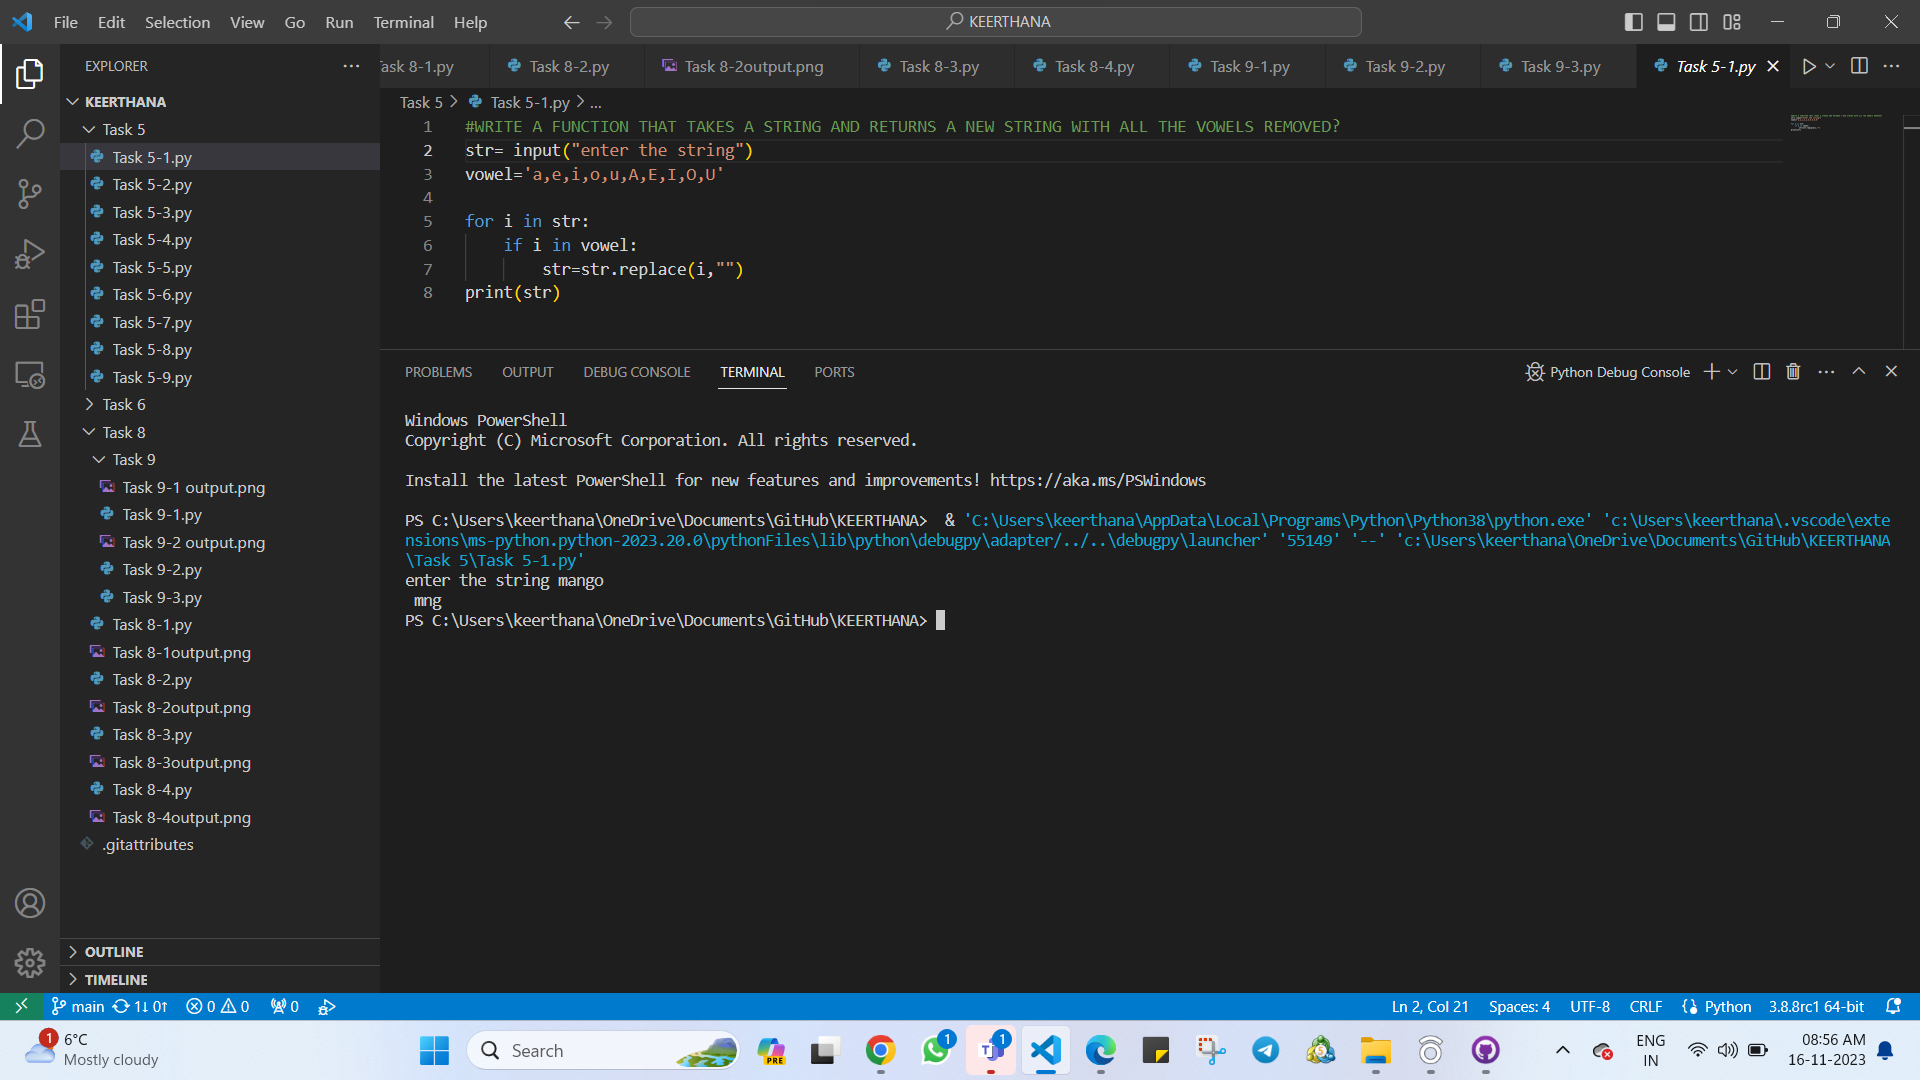 File Edit Selection View Go Run Terminal Help
KEERTHANA
EXPLORER
KEERTHANA
Task 5
Task 5-1.py
Task 5-2.py
Task 5-3.py
Task 5-4.py
Task 5-5.py
Task 5-6.py
Task 5-7.py
Task 5-8.py
Task 5-9.py
Task 6
Task 8
Task 9
Task 9-1 output.png
Task 9-1.py
Task 9-2 output.png
Task 9-2.py
Task 9-3.py
Task 8-1.py
Task 8-1output.png
Task 8-2.py
Task 8-2output.png
Task 8-3.py
Task 8-3output.png
Task 8-4.py
Task 8-4output.png
.gitattributes
OUTLINE
TIMELINE
ask 8-1.py Task 8-2.py Task 8-2output.png Task 8-3.py Task 8-4.py Task 9-1.py Task 9-2.py Task 9-3.py Task 5-1.py
Task 5 > Task 5-1.py > ...
1 #WRITE A FUNCTION THAT TAKES A STRING AND RETURNS A NEW STRING WITH ALL THE VOWELS REMOVED?
2 str= input("enter the string")
3 vowel='a,e,i,o,u,A,E,I,O,U'
4
5 for i in str:
6 if i in vowel:
7 str=str.replace(i,"")
8 print(str)
PROBLEMS OUTPUT DEBUG CONSOLE TERMINAL PORTS
Python Debug Console
Windows PowerShell
Copyright (C) Microsoft Corporation. All rights reserved.
Install the latest PowerShell for new features and improvements! https://aka.ms/PSWindows
PS C:\Users\keerthana\OneDrive\Documents\GitHub\KEERTHANA> & 'C:\Users\keerthana\AppData\Local\Programs\Python\Python38\python.exe' 'c:\Users\keerthana\.vscode\exte
nsions\ms-python.python-2023.20.0\pythonFiles\lib\python\debugpy\adapter/../..\debugpy\launcher' '55149' '--' 'c:\Users\keerthana\OneDrive\Documents\GitHub\KEERTHANA
\Task 5\Task 5-1.py'
enter the string mango
mng
PS C:\Users\keerthana\OneDrive\Documents\GitHub\KEERTHANA>
main 1↓ 0↑ 0 0 0
Ln 2, Col 21 Spaces: 4 UTF-8 CRLF Python 3.8.8rc1 64-bit
1
6°C
Mostly cloudy
Search
PRE
1
1
ENG
IN
08:56 AM
16-11-2023